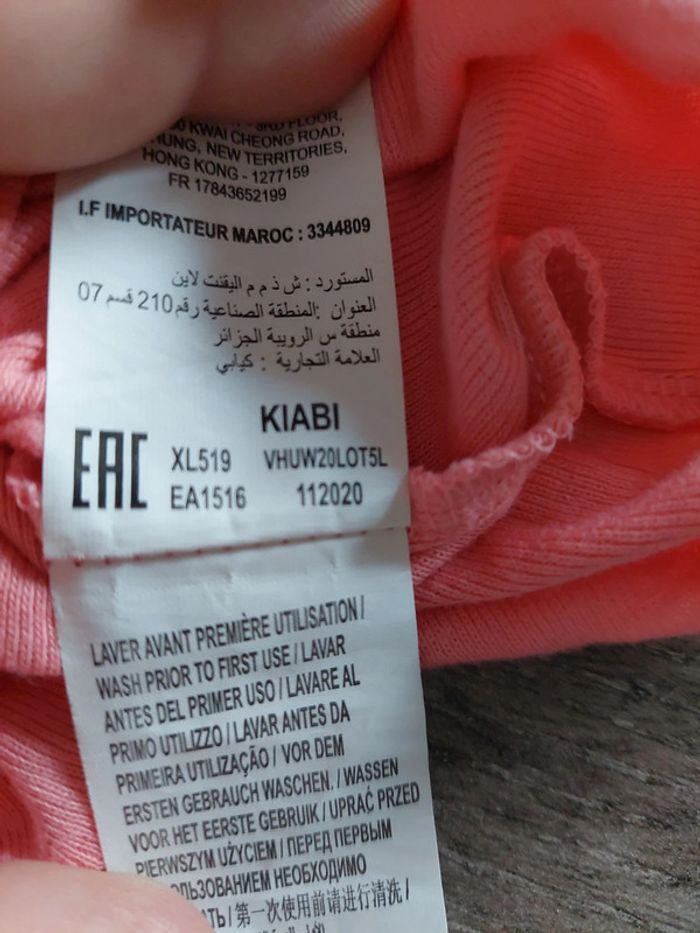 KWAI CHEONG ROAD,
NEW TERRITORIES,
HONG KONG - 1277159
FR 17843652199
I.F IMPORTATEUR MAROC : 3344809
المستورد : ش ذ م م اليقنت لاين
العنوان :المنطقة الصناعية رقم 210 قسم 07
منطقة س الرويبة الجزائر
العلامة التجارية : كيابي
KIABI
EAC XL519 VHUW20LOT5L
EA1516 112020
LAVER AVANT PREMIÈRE UTILISATION /
WASH PRIOR TO FIRST USE / LAVAR
ANTES DEL PRIMER USO / LAVARE AL
PRIMO UTILIZZO / LAVAR ANTES DA
PRIMEIRA UTILIZAÇÃO / VOR DEM
ERSTEN GEBRAUCH WASCHEN. / WASSEN
VOOR HET EERSTE GEBRUIK / UPRAĆ PRZED
PIERWSZYM UŻYCIEM / ПЕРЕД ПЕРВЫМ
НЕОБХОДИМО
/ 第一次使用前请进行清洗 /